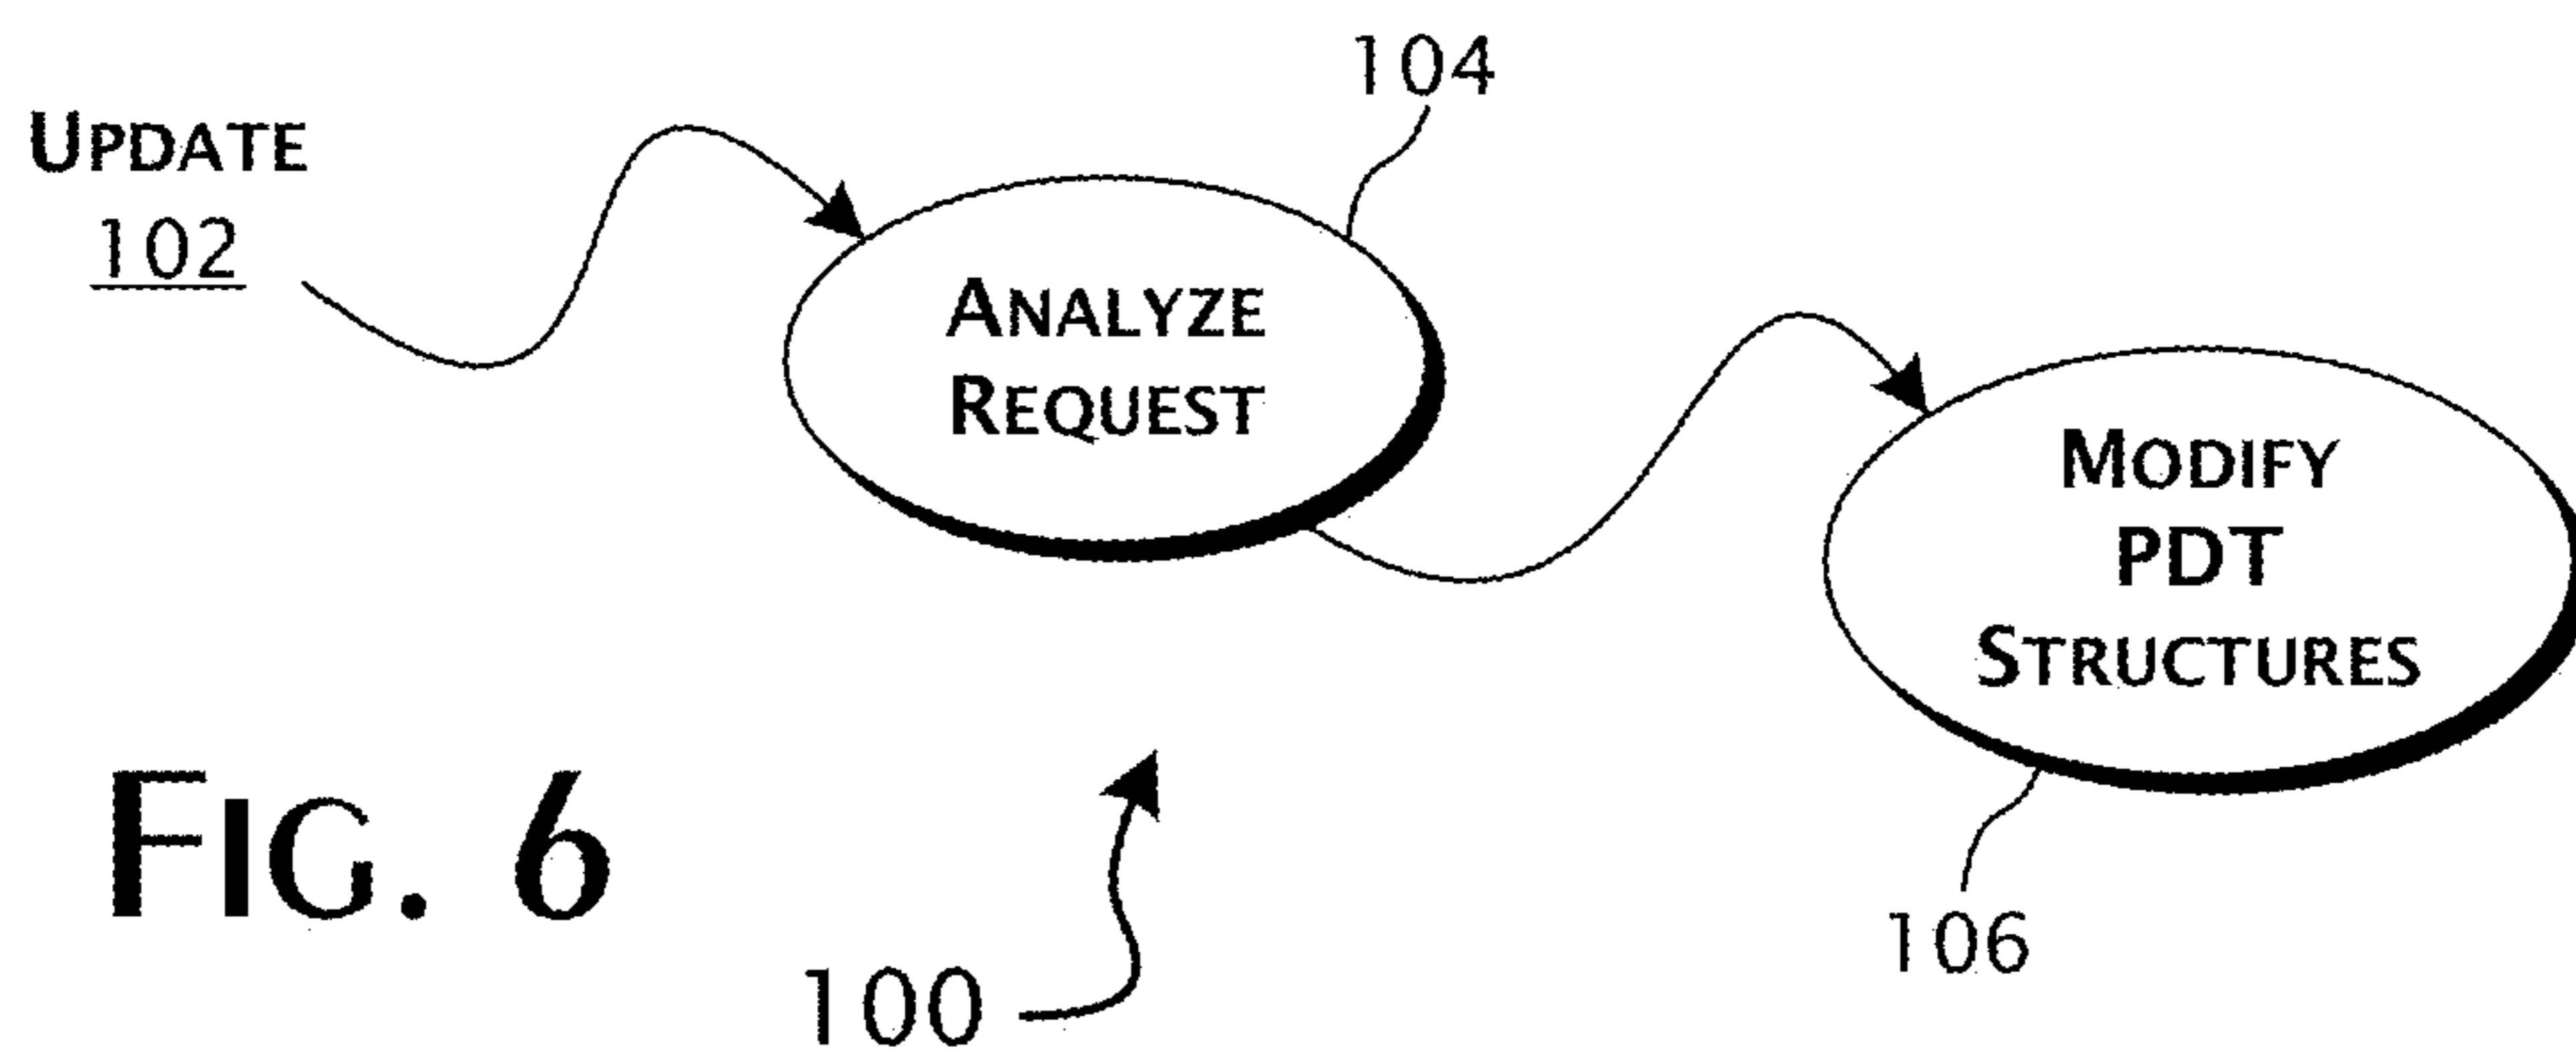 104
UPDATE
102
ANALYZE
REQUEST
MODIFY
PDT
STRUCTURES
FIG. 6
100
106